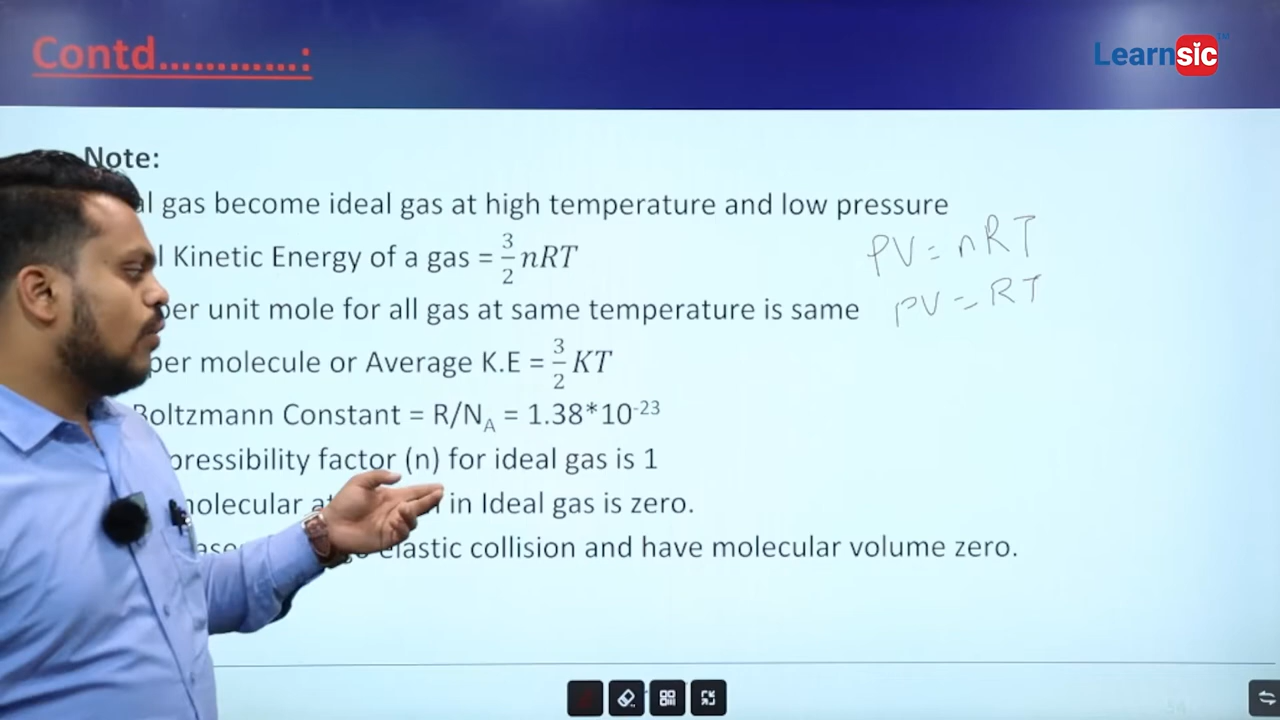 Contd…………:
Learnsic TM
Note:
al gas become ideal gas at high temperature and low pressure
l Kinetic Energy of a gas = 3/2 nRT
PV = nRT
per unit mole for all gas at same temperature is same
PV = RT
per molecule or Average K.E = 3/2 KT
Boltzmann Constant = R/N_A = 1.38*10^-23
pressibility factor (n) for ideal gas is 1
nolecular at in Ideal gas is zero.
elastic collision and have molecular volume zero.